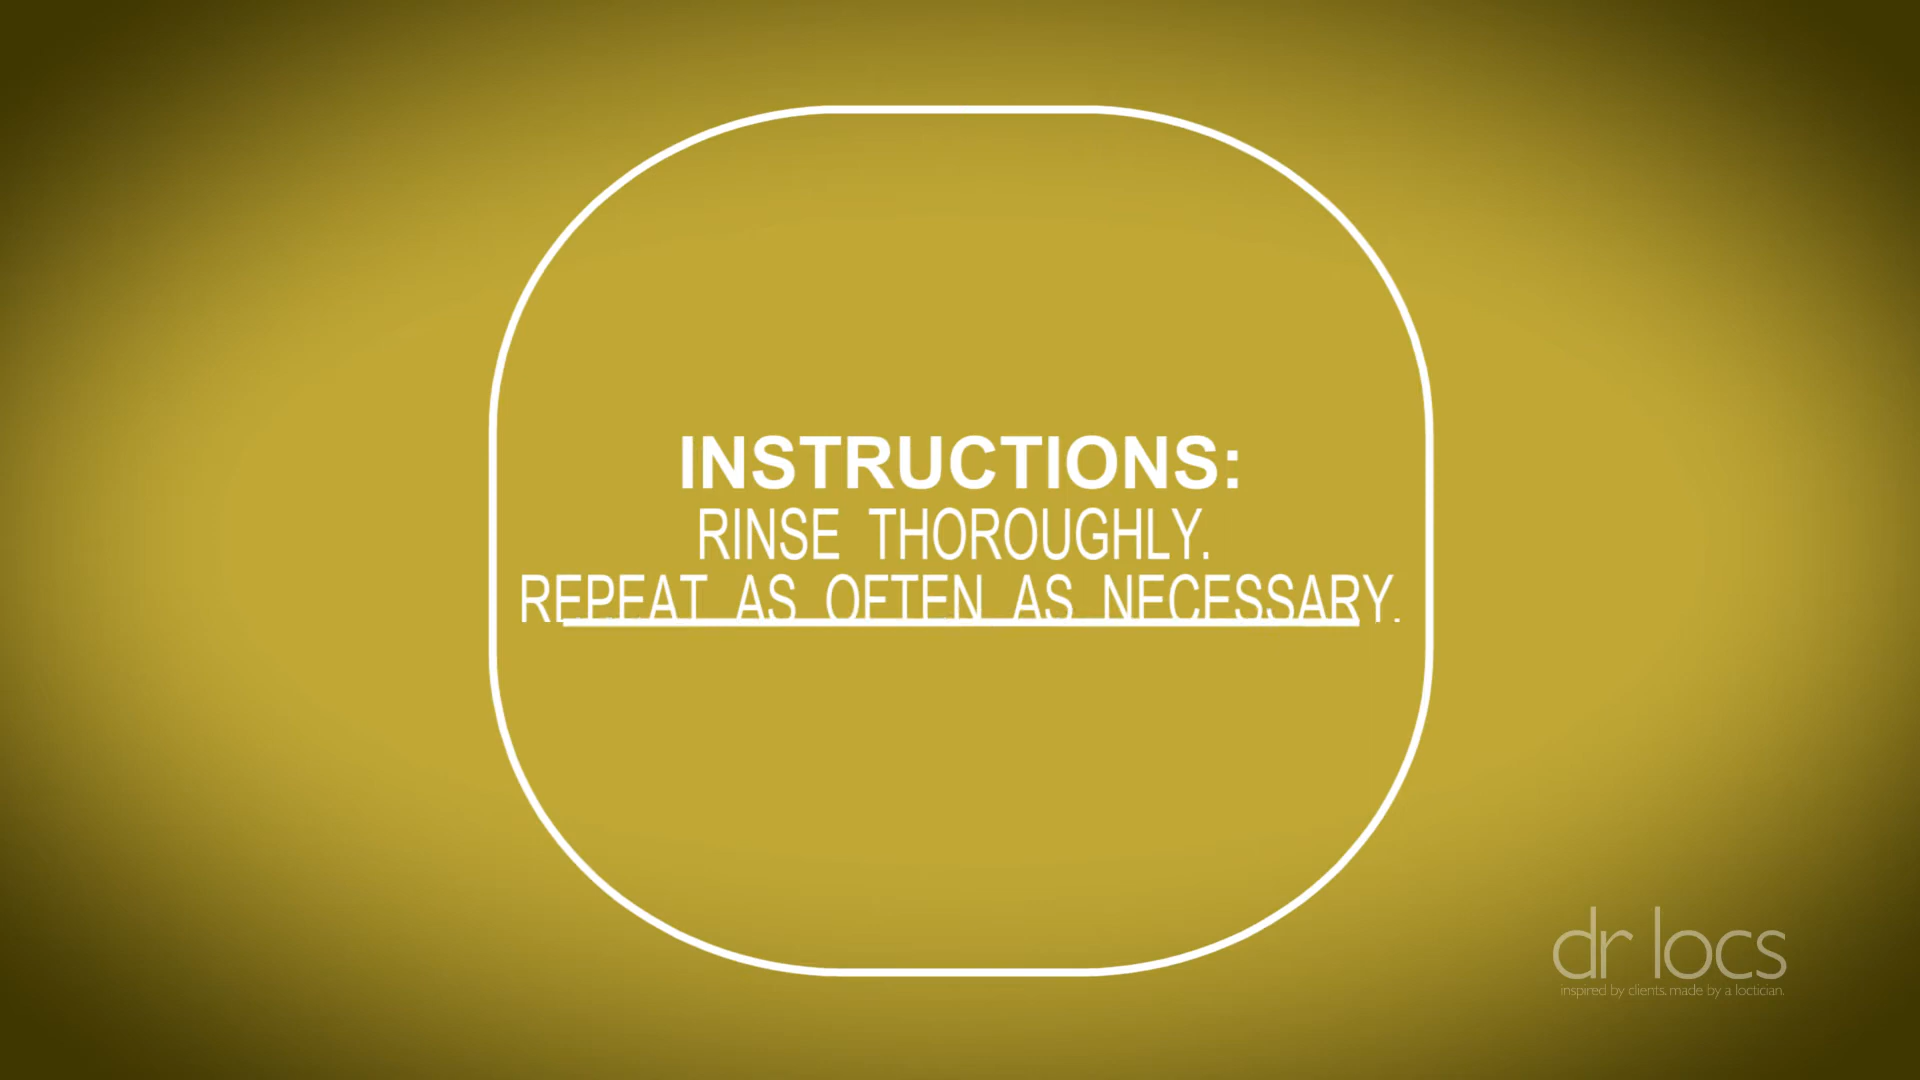 INSTRUCTIONS:
RINSE THOROUGHLY.
REPEAT AS OFTEN AS NECESSARY.
dr locs
inspired by clients. made by a loctician.